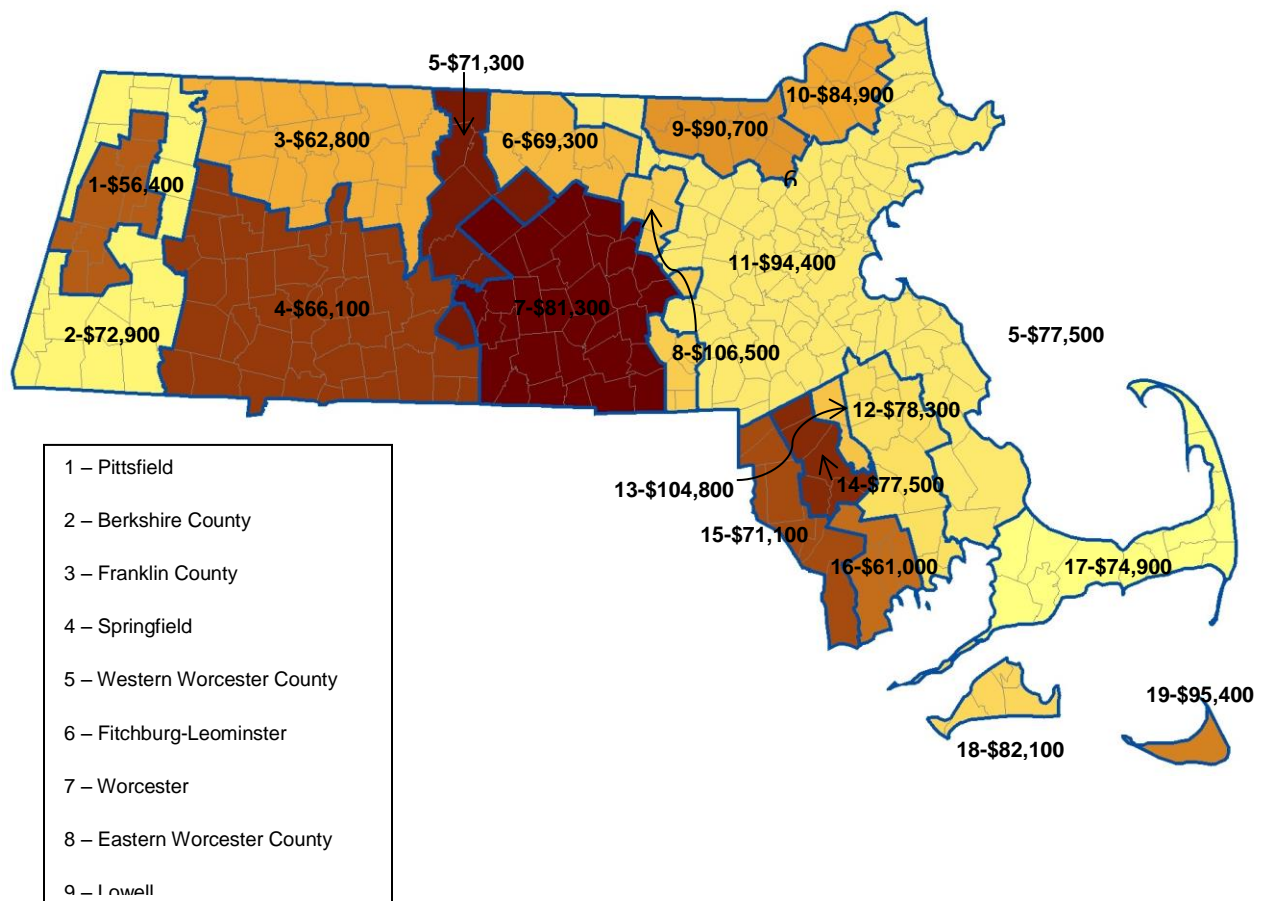 5-$71,300
10-$84,900
9-$90,700
3-$62,800
6-$69,300
1-$56,400
11-$94,400
4-$66,100
7-$81,300
2-$72,900
5-$77,500
8-$106,500
12-$78,300
13-$104,800
14-$77,500
15-$71,100
16-$61,000
17-$74,900
19-$95,400
18-$82,100
1 – Pittsfield
2 – Berkshire County
3 – Franklin County
4 – Springfield
5 – Western Worcester County
6 – Fitchburg-Leominster
7 – Worcester
8 – Eastern Worcester County
9 – Lowell